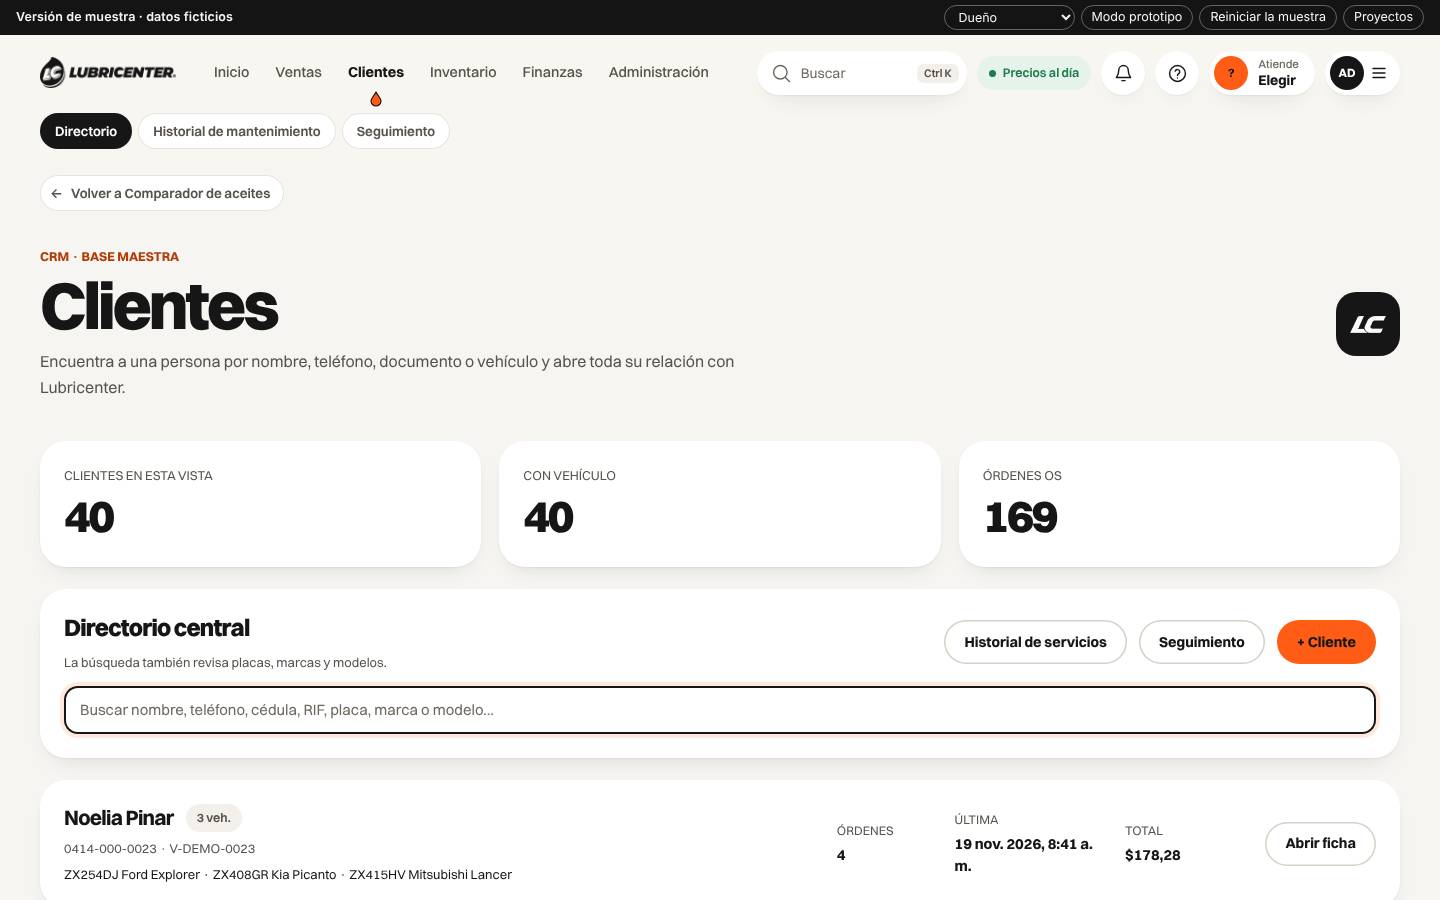 Versión de muestra · datos ficticios
Dueño
Modo prototipo
Reiniciar la muestra
Proyectos
LUBRICENTER.
Inicio
Ventas
Clientes
Inventario
Finanzas
Administración
Buscar
Ctrl K
Precios al día
?
Atiende
Elegir
AD
Directorio
Historial de mantenimiento
Seguimiento
← Volver a Comparador de aceites
CRM · BASE MAESTRA
Clientes
Encuentra a una persona por nombre, teléfono, documento o vehículo y abre toda su relación con
Lubricenter.
LC
CLIENTES EN ESTA VISTA
40
CON VEHÍCULO
40
ÓRDENES OS
169
Directorio central
La búsqueda también revisa placas, marcas y modelos.
Historial de servicios
Seguimiento
+ Cliente
Buscar nombre, teléfono, cédula, RIF, placa, marca o modelo...
Noelia Pinar
3 veh.
0414-000-0023 · V-DEMO-0023
ZX254DJ Ford Explorer · ZX408GR Kia Picanto · ZX415HV Mitsubishi Lancer
ÓRDENES
4
ÚLTIMA
19 nov. 2026, 8:41 a.
m.
TOTAL
$178,28
Abrir ficha